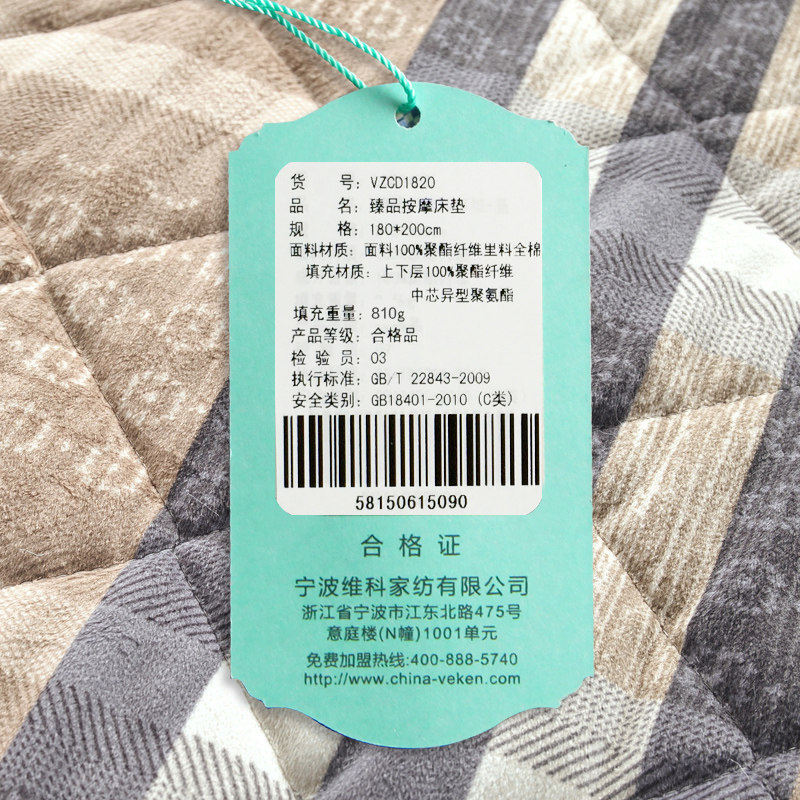 货 号: VZCD1820
品 名: 臻品按摩床垫
规 格: 180*200cm
面料材质: 面料100%聚酯纤维里料全棉
填充材质: 上下层100%聚酯纤维
中芯异型聚氨酯
填充重量: 810g
产品等级: 合格品
检 验 员: 03
执行标准: GB/T 22843-2009
安全类别: GB18401-2010 (C类)
58150615090
合格证
宁波维科家纺有限公司
浙江省宁波市江东北路475号
意庭楼(N幢)1001单元
免费加盟热线:400-888-5740
http://www.china-veken.com